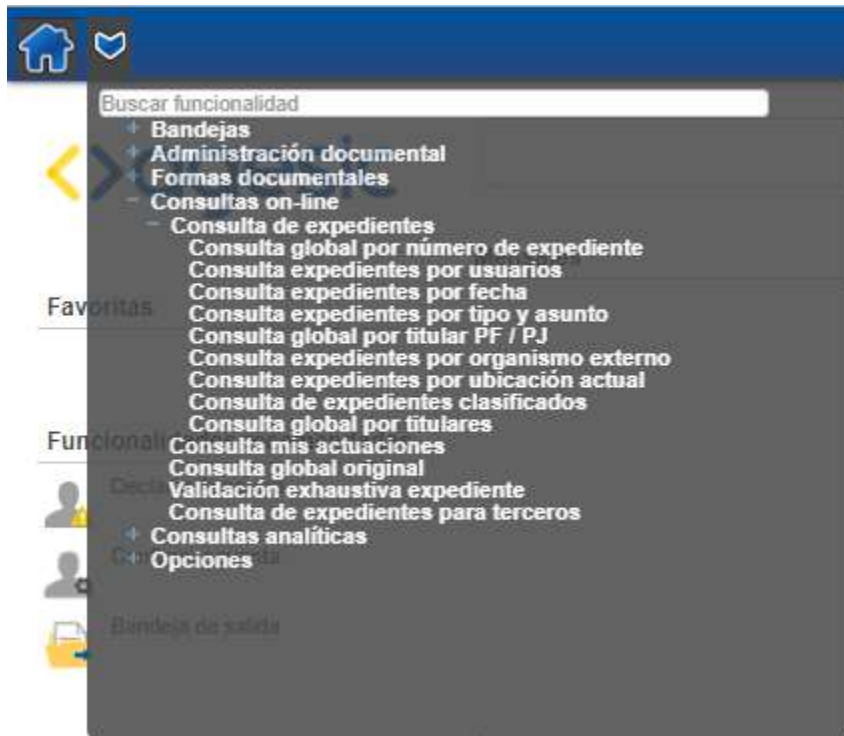 Buscar funcionalidad
Bandejas
Administración documental
Formas documentales
agesic
Consultas on-line
Consulta de expedientes
Consulta global por número de expediente
Consulta expedientes por usuarios
Consulta expedientes por fecha
Favoritas
Consulta expedientes por tipo y asunto
Consulta global por titular PF / PJ
Consulta expedientes por organismo externo
Consulta expedientes por ubicación actual
Consulta de expedientes clasificados
Consulta global por titulares
Consulta mis actuaciones
Consulta global original
Validación exhaustiva expediente
Consulta de expedientes para terceros
Consultas analíticas
Opciones
Bandeja de salida